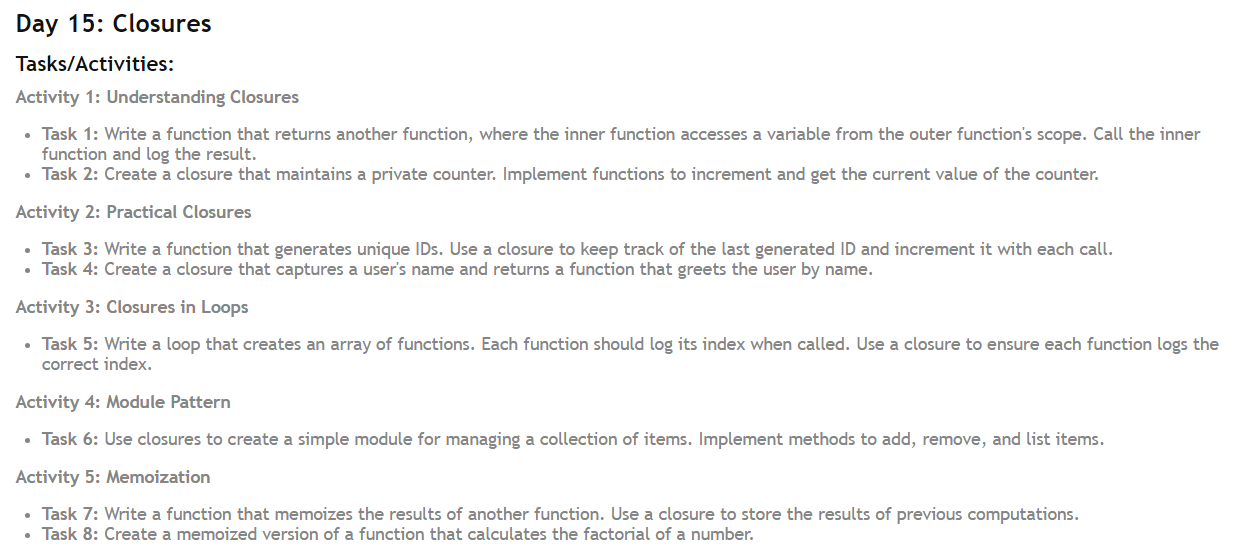 Day 15: Closures
Tasks/Activities:
Activity 1: Understanding Closures
• Task 1: Write a function that returns another function, where the inner function accesses a variable from the outer function's scope. Call the inner
function and log the result.
• Task 2: Create a closure that maintains a private counter. Implement functions to increment and get the current value of the counter.
Activity 2: Practical Closures
• Task 3: Write a function that generates unique IDs. Use a closure to keep track of the last generated ID and increment it with each call.
• Task 4: Create a closure that captures a user's name and returns a function that greets the user by name.
Activity 3: Closures in Loops
• Task 5: Write a loop that creates an array of functions. Each function should log its index when called. Use a closure to ensure each function logs the
correct index.
Activity 4: Module Pattern
• Task 6: Use closures to create a simple module for managing a collection of items. Implement methods to add, remove, and list items.
Activity 5: Memoization
• Task 7: Write a function that memoizes the results of another function. Use a closure to store the results of previous computations.
• Task 8: Create a memoized version of a function that calculates the factorial of a number.